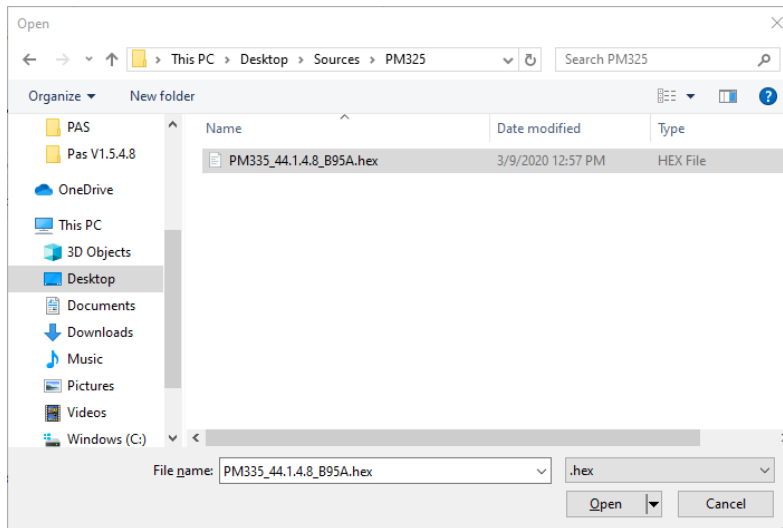 Open
This PC > Desktop > Sources > PM325
Search PM325
Organize
New folder
PAS
Pas V1.5.4.8
OneDrive
This PC
3D Objects
Desktop
Documents
Downloads
Music
Pictures
Videos
Windows (C:)
Name Date modified Type
PM335_44.1.4.8_B95A.hex 3/9/2020 12:57 PM HEX File
File name: PM335_44.1.4.8_B95A.hex .hex
Open Cancel